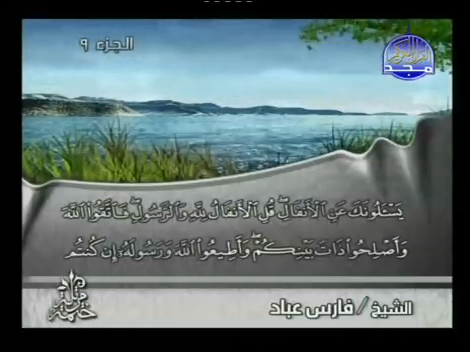 الجزء ٩
مجد
يَسْـَٔلُونَكَ عَنِ ٱلْأَنفَالِ ۖ قُلِ ٱلْأَنفَالُ لِلَّهِ وَٱلرَّسُولِ ۖ فَٱتَّقُوا۟ ٱللَّهَ
وَأَصْلِحُوا۟ ذَاتَ بَيْنِكُمْ ۖ وَأَطِيعُوا۟ ٱللَّهَ وَرَسُولَهُۥٓ إِن كُنتُم
الشيخ / فارس عباد